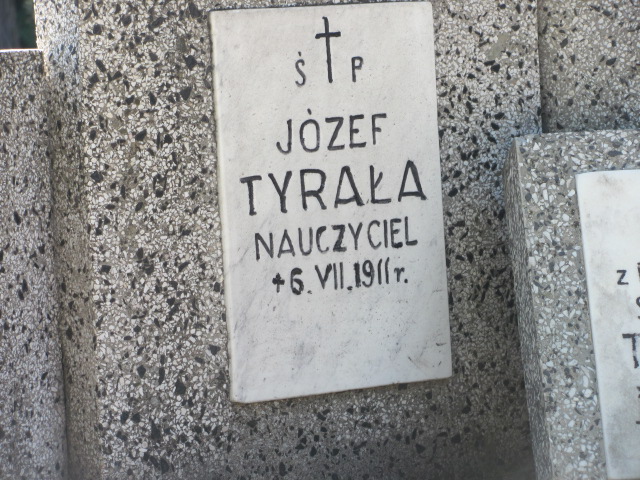 Ś P
JÓZEF
TYRAŁA
NAUCZYCIEL
+6.VII.1911r.